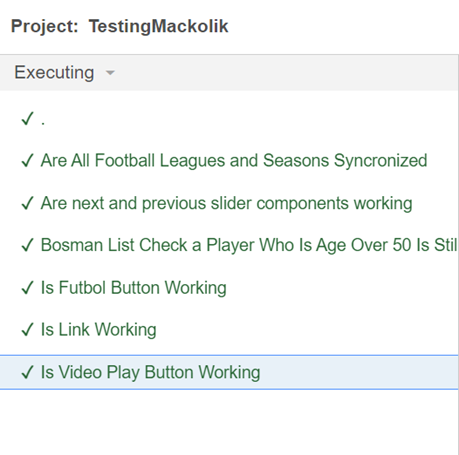 Project: TestingMackolik
Executing
✓ .
✓ Are All Football Leagues and Seasons Syncronized
✓ Are next and previous slider components working
✓ Bosman List Check a Player Who Is Age Over 50 Is Stil
✓ Is Futbol Button Working
✓ Is Link Working
✓ Is Video Play Button Working